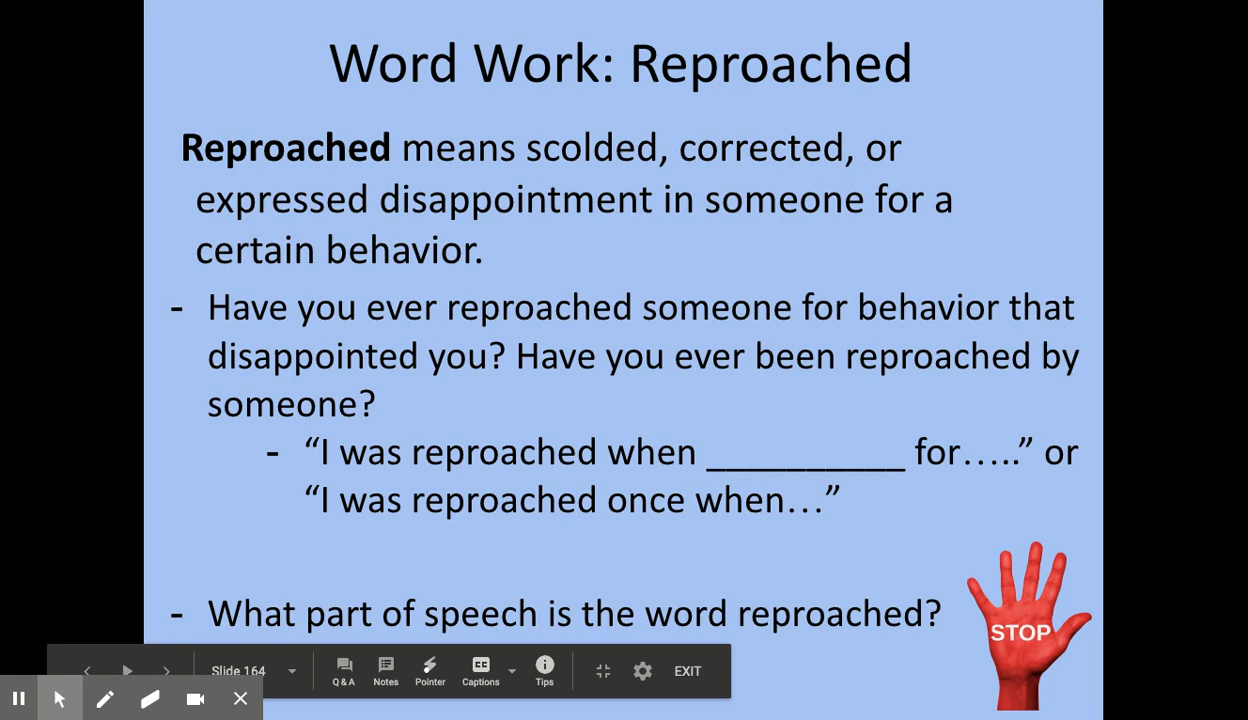 Word Work: Reproached
Reproached means scolded, corrected, or
expressed disappointment in someone for a
certain behavior.
- Have you ever reproached someone for behavior that
disappointed you? Have you ever been reproached by
someone?
- “I was reproached when __________ for…..” or
“I was reproached once when…”
- What part of speech is the word reproached?
STOP
Slide 164
Q & A Notes Pointer Captions Tips EXIT